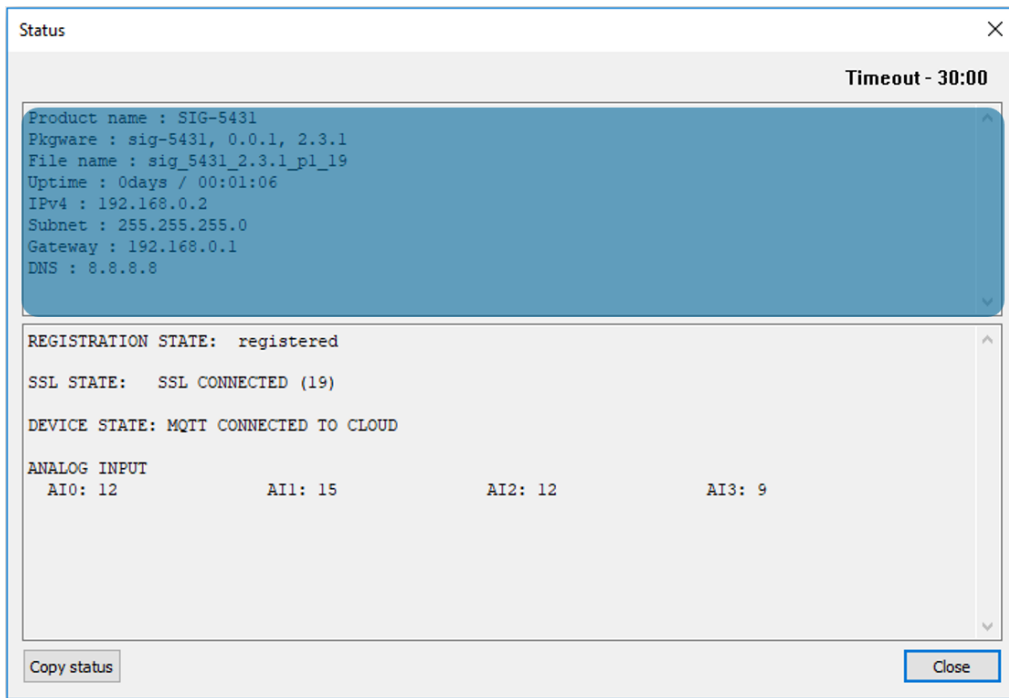 Status
Timeout - 30:00
Product name : SIG-5431
Pkgware : sig-5431, 0.0.1, 2.3.1
File name : sig_5431_2.3.1_p1_19
Uptime : 0days / 00:01:06
IPv4 : 192.168.0.2
Subnet : 255.255.255.0
Gateway : 192.168.0.1
DNS : 8.8.8.8
REGISTRATION STATE:  registered
SSL STATE:   SSL CONNECTED (19)
DEVICE STATE: MQTT CONNECTED TO CLOUD
ANALOG INPUT
AI0: 12 AI1: 15 AI2: 12 AI3: 9
Copy status Close